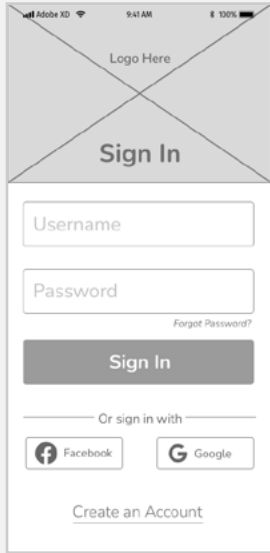 Adobe XD 9:41 AM 100%
Logo Here
Sign In
Username
Password
Forgot Password?
Sign In
Or sign in with
Facebook Google
Create an Account